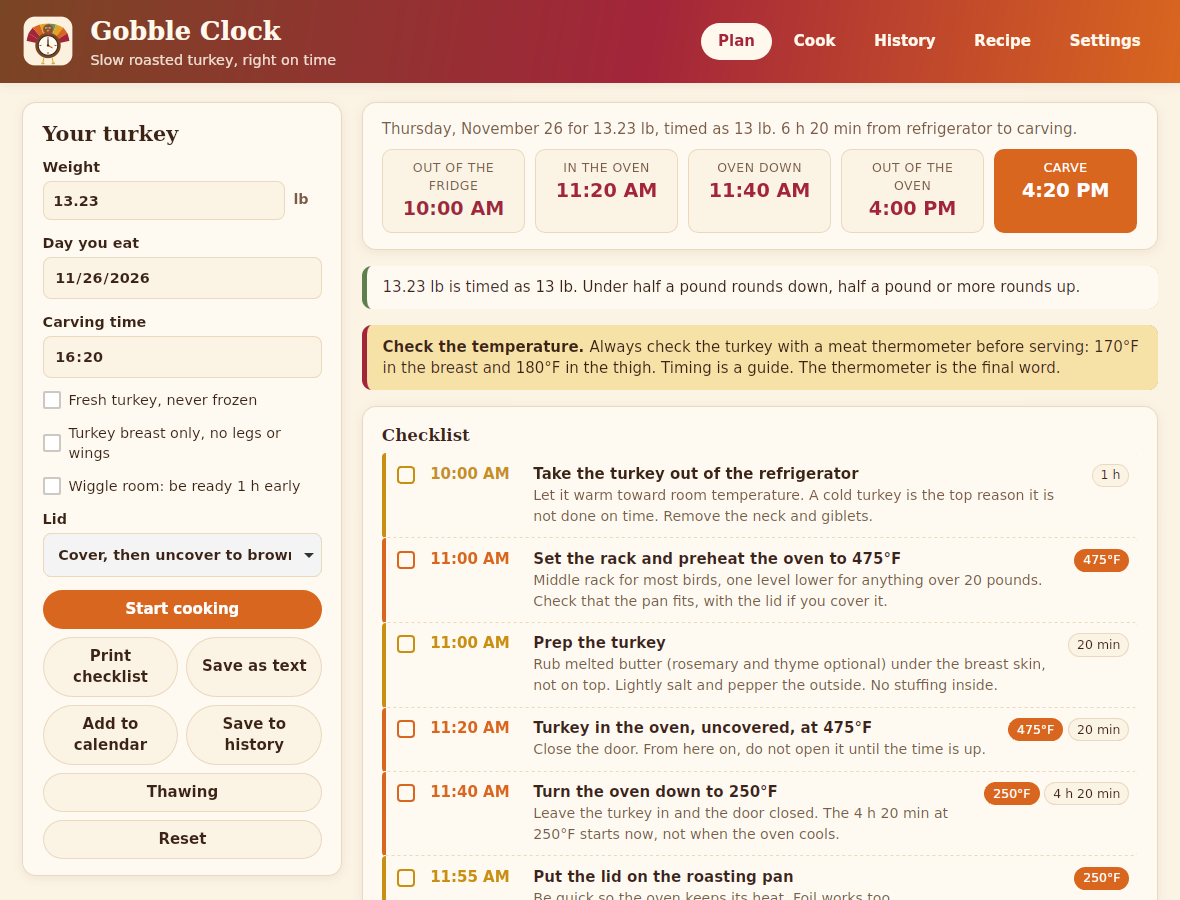 Gobble Clock
Slow roasted turkey, right on time
Plan
Cook
History
Recipe
Settings
Your turkey
Weight
13.23
lb
Day you eat
11/26/2026
Carving time
16:20
Fresh turkey, never frozen
Turkey breast only, no legs or
wings
Wiggle room: be ready 1 h early
Lid
Cover, then uncover to brown
Start cooking
Print
checklist
Save as text
Add to
calendar
Save to
history
Thawing
Reset
Thursday, November 26 for 13.23 lb, timed as 13 lb. 6 h 20 min from refrigerator to carving.
OUT OF THE
FRIDGE
10:00 AM
IN THE OVEN
11:20 AM
OVEN DOWN
11:40 AM
OUT OF THE
OVEN
4:00 PM
CARVE
4:20 PM
13.23 lb is timed as 13 lb. Under half a pound rounds down, half a pound or more rounds up.
Check the temperature. Always check the turkey with a meat thermometer before serving: 170°F
in the breast and 180°F in the thigh. Timing is a guide. The thermometer is the final word.
Checklist
10:00 AM
Take the turkey out of the refrigerator
1 h
Let it warm toward room temperature. A cold turkey is the top reason it is
not done on time. Remove the neck and giblets.
11:00 AM
Set the rack and preheat the oven to 475°F
475°F
Middle rack for most birds, one level lower for anything over 20 pounds.
Check that the pan fits, with the lid if you cover it.
11:00 AM
Prep the turkey
20 min
Rub melted butter (rosemary and thyme optional) under the breast skin,
not on top. Lightly salt and pepper the outside. No stuffing inside.
11:20 AM
Turkey in the oven, uncovered, at 475°F
475°F
20 min
Close the door. From here on, do not open it until the time is up.
11:40 AM
Turn the oven down to 250°F
250°F
4 h 20 min
Leave the turkey in and the door closed. The 4 h 20 min at
250°F starts now, not when the oven cools.
11:55 AM
Put the lid on the roasting pan
250°F
Be quick so the oven keeps its heat. Foil works too.